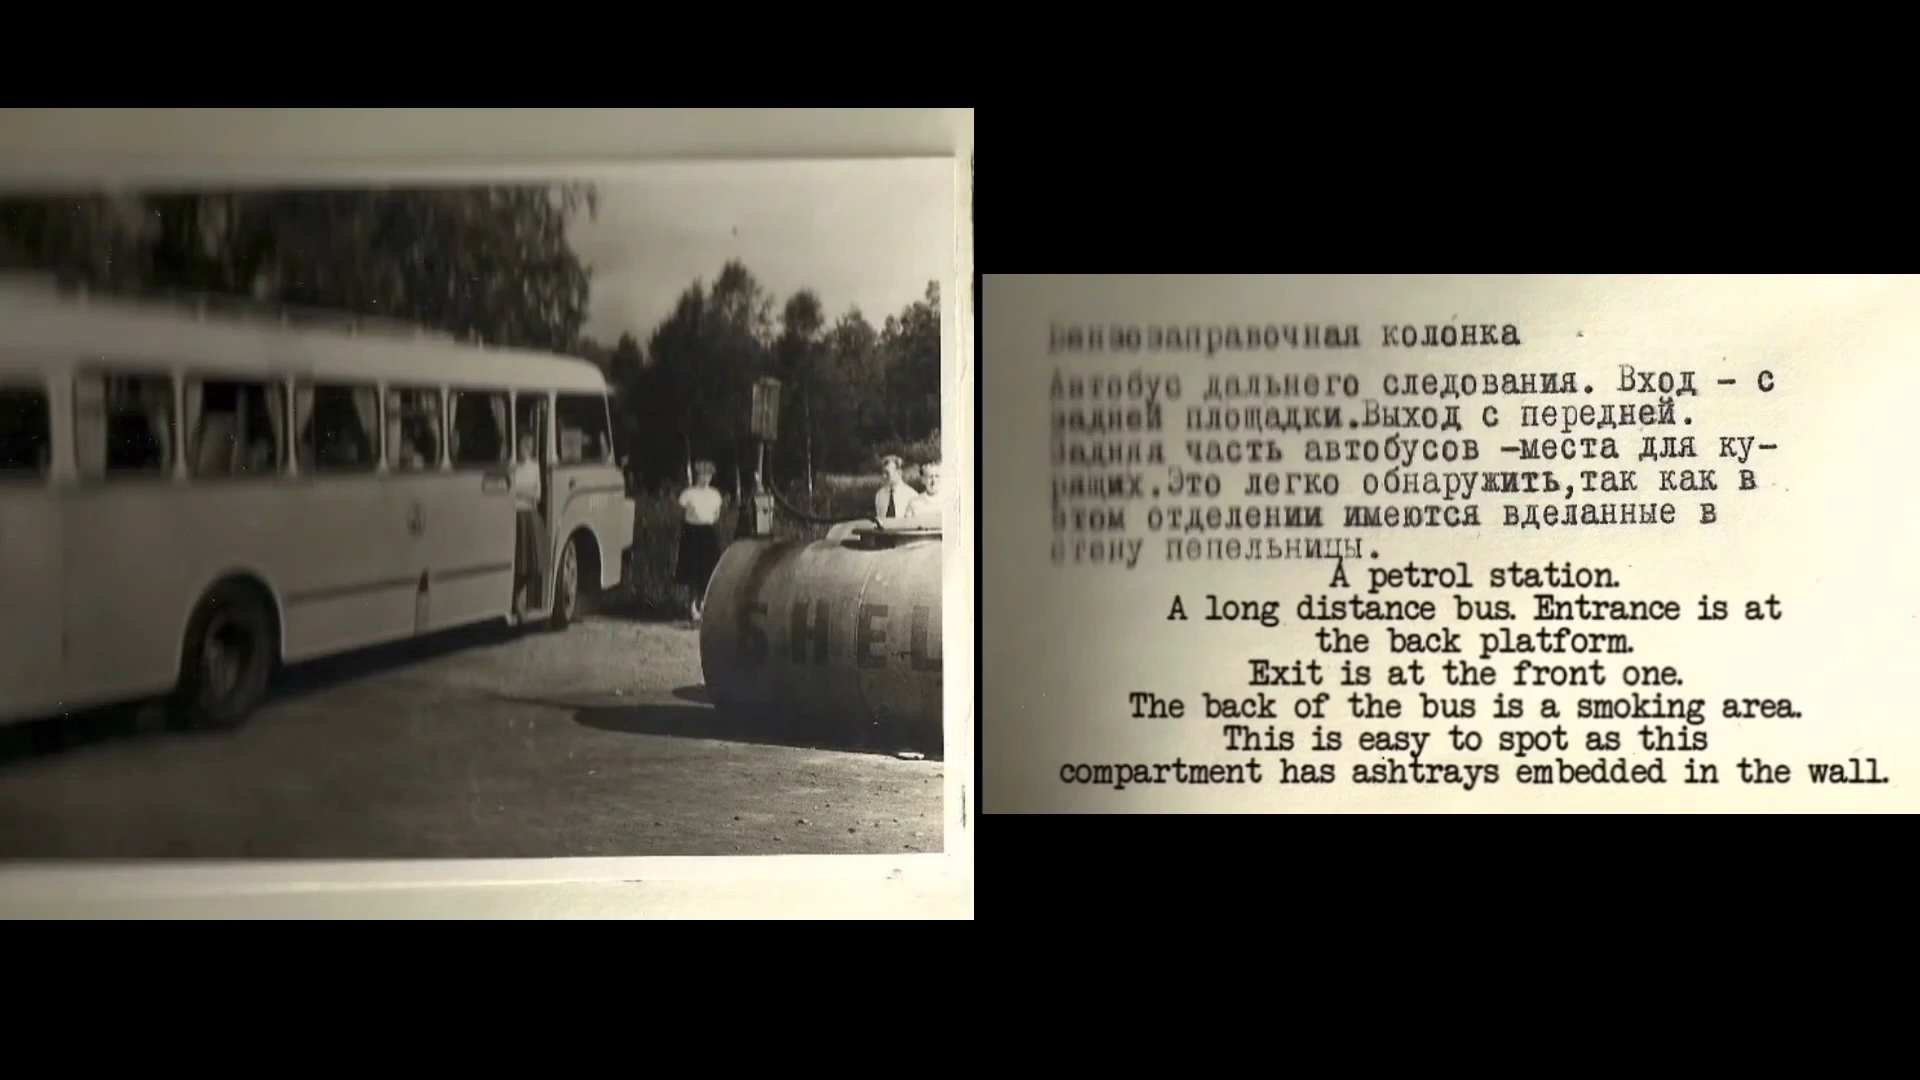 SHEL
Бензозаправочная колонка
Автобус дальнего следования. Вход – с
задней площадки.Выход с передней.
Задняя часть автобусов –места для ку-
рящих.Это легко обнаружить,так как в
этом отделении имеются вделанные в
стену пепельницы.
A petrol station.
A long distance bus. Entrance is at
the back platform.
Exit is at the front one.
The back of the bus is a smoking area.
This is easy to spot as this
compartment has ashtrays embedded in the wall.